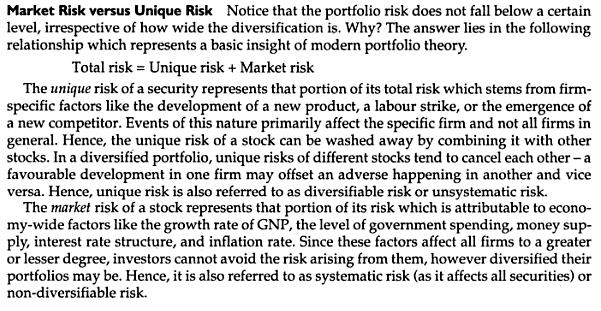 Market Risk versus Unique Risk Notice that the portfolio risk does not fall below a certain
level, irrespective of how wide the diversification is. Why? The answer lies in the following
relationship which represents a basic insight of modern portfolio theory.
Total risk = Unique risk + Market risk
The unique risk of a security represents that portion of its total risk which stems from firm-
specific factors like the development of a new product, a labour strike, or the emergence of
a new competitor. Events of this nature primarily affect the specific firm and not all firms in
general. Hence, the unique risk of a stock can be washed away by combining it with other
stocks. In a diversified portfolio, unique risks of different stocks tend to cancel each other – a
favourable development in one firm may offset an adverse happening in another and vice
versa. Hence, unique risk is also referred to as diversifiable risk or unsystematic risk.
The market risk of a stock represents that portion of its risk which is attributable to econo-
my-wide factors like the growth rate of GNP, the level of government spending, money sup-
ply, interest rate structure, and inflation rate. Since these factors affect all firms to a greater
or lesser degree, investors cannot avoid the risk arising from them, however diversified their
portfolios may be. Hence, it is also referred to as systematic risk (as it affects all securities) or
non-diversifiable risk.